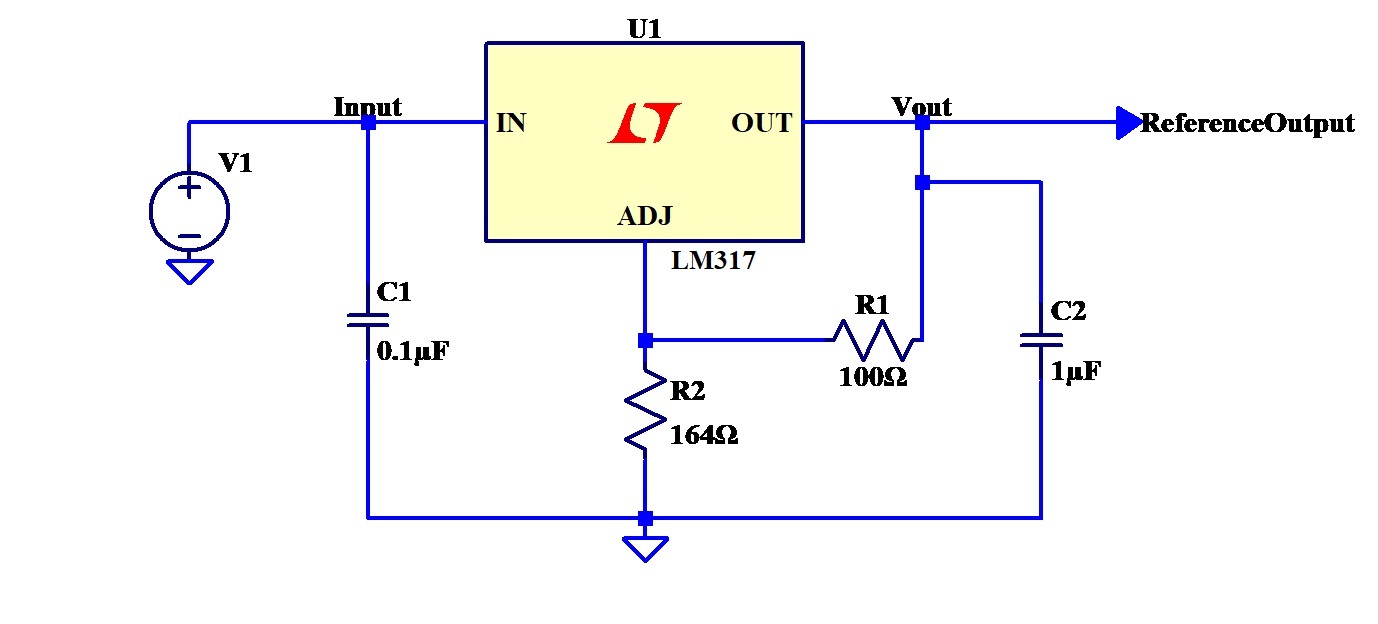 U1
Input
Vout
IN
OUT
ReferenceOutput
V1
ADJ
LM317
C1
0.1µF
R1
100Ω
C2
1µF
R2
164Ω